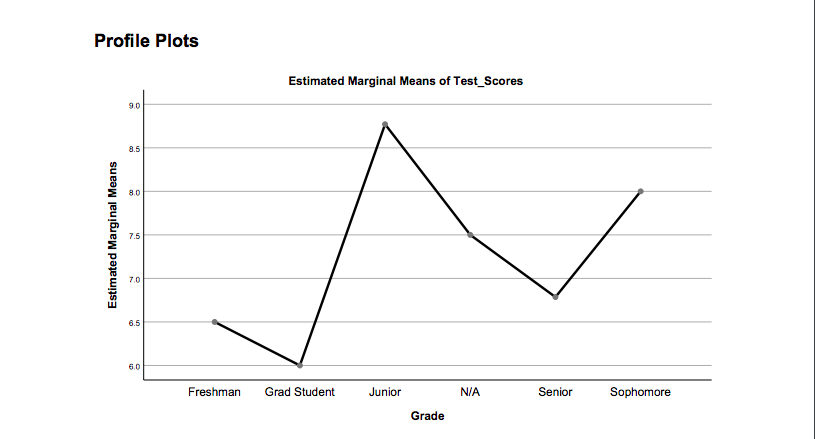 Profile Plots
Estimated Marginal Means of Test_Scores
Estimated Marginal Means
9.0
8.5
8.0
7.5
7.0
6.5
6.0
Freshman Grad Student Junior N/A Senior Sophomore
Grade